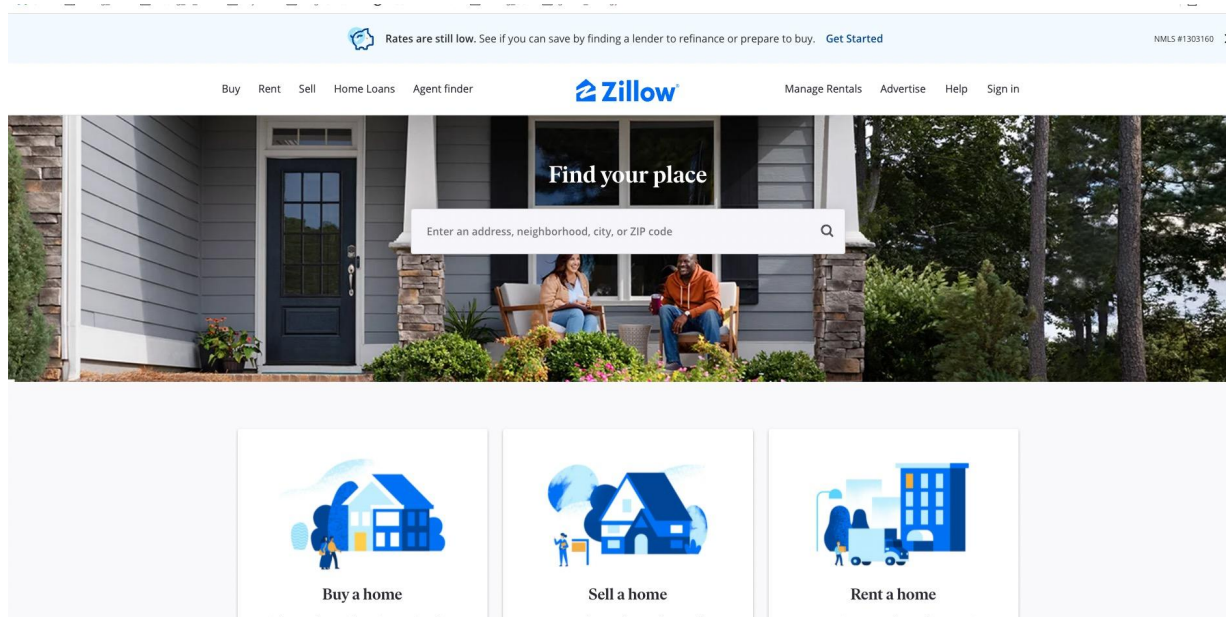 Rates are still low. See if you can save by finding a lender to refinance or prepare to buy. Get Started
NMLS #1303160
Buy Rent Sell Home Loans Agent finder
Zillow
Manage Rentals Advertise Help Sign in
Find your place
Enter an address, neighborhood, city, or ZIP code
Buy a home
Sell a home
Rent a home